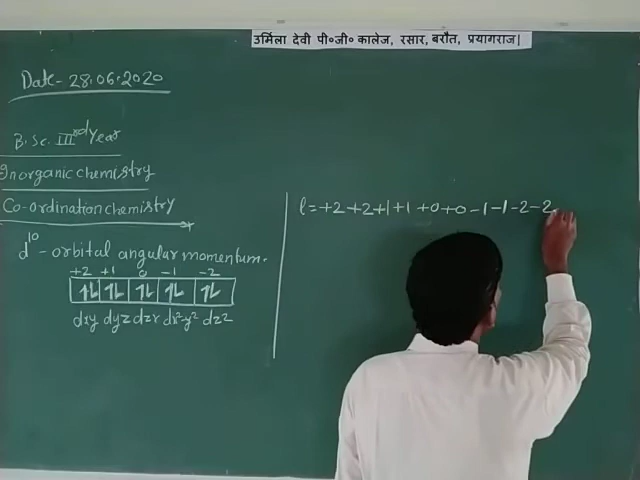 उर्मिला देवी पी०जी० कालेज, रसार, बरौत, प्रयागराज|
Date- 28.06.2020
B.Sc. IIIrd Year
Inorganic chemistry
Co-ordination chemistry
d10 - orbital angular momentum.
+2 +1 0 -1 -2
↿⇂ ↿⇂ ↿⇂ ↿⇂ ↿⇂
dxy dyz dzx dx²-y² dz2
l = +2 +2 +1 +1 +0 +0 -1 -1 -2 -2